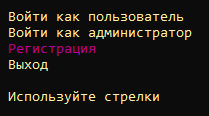 Войти как пользователь
Войти как администратор
Регистрация
Выход
Используйте стрелки